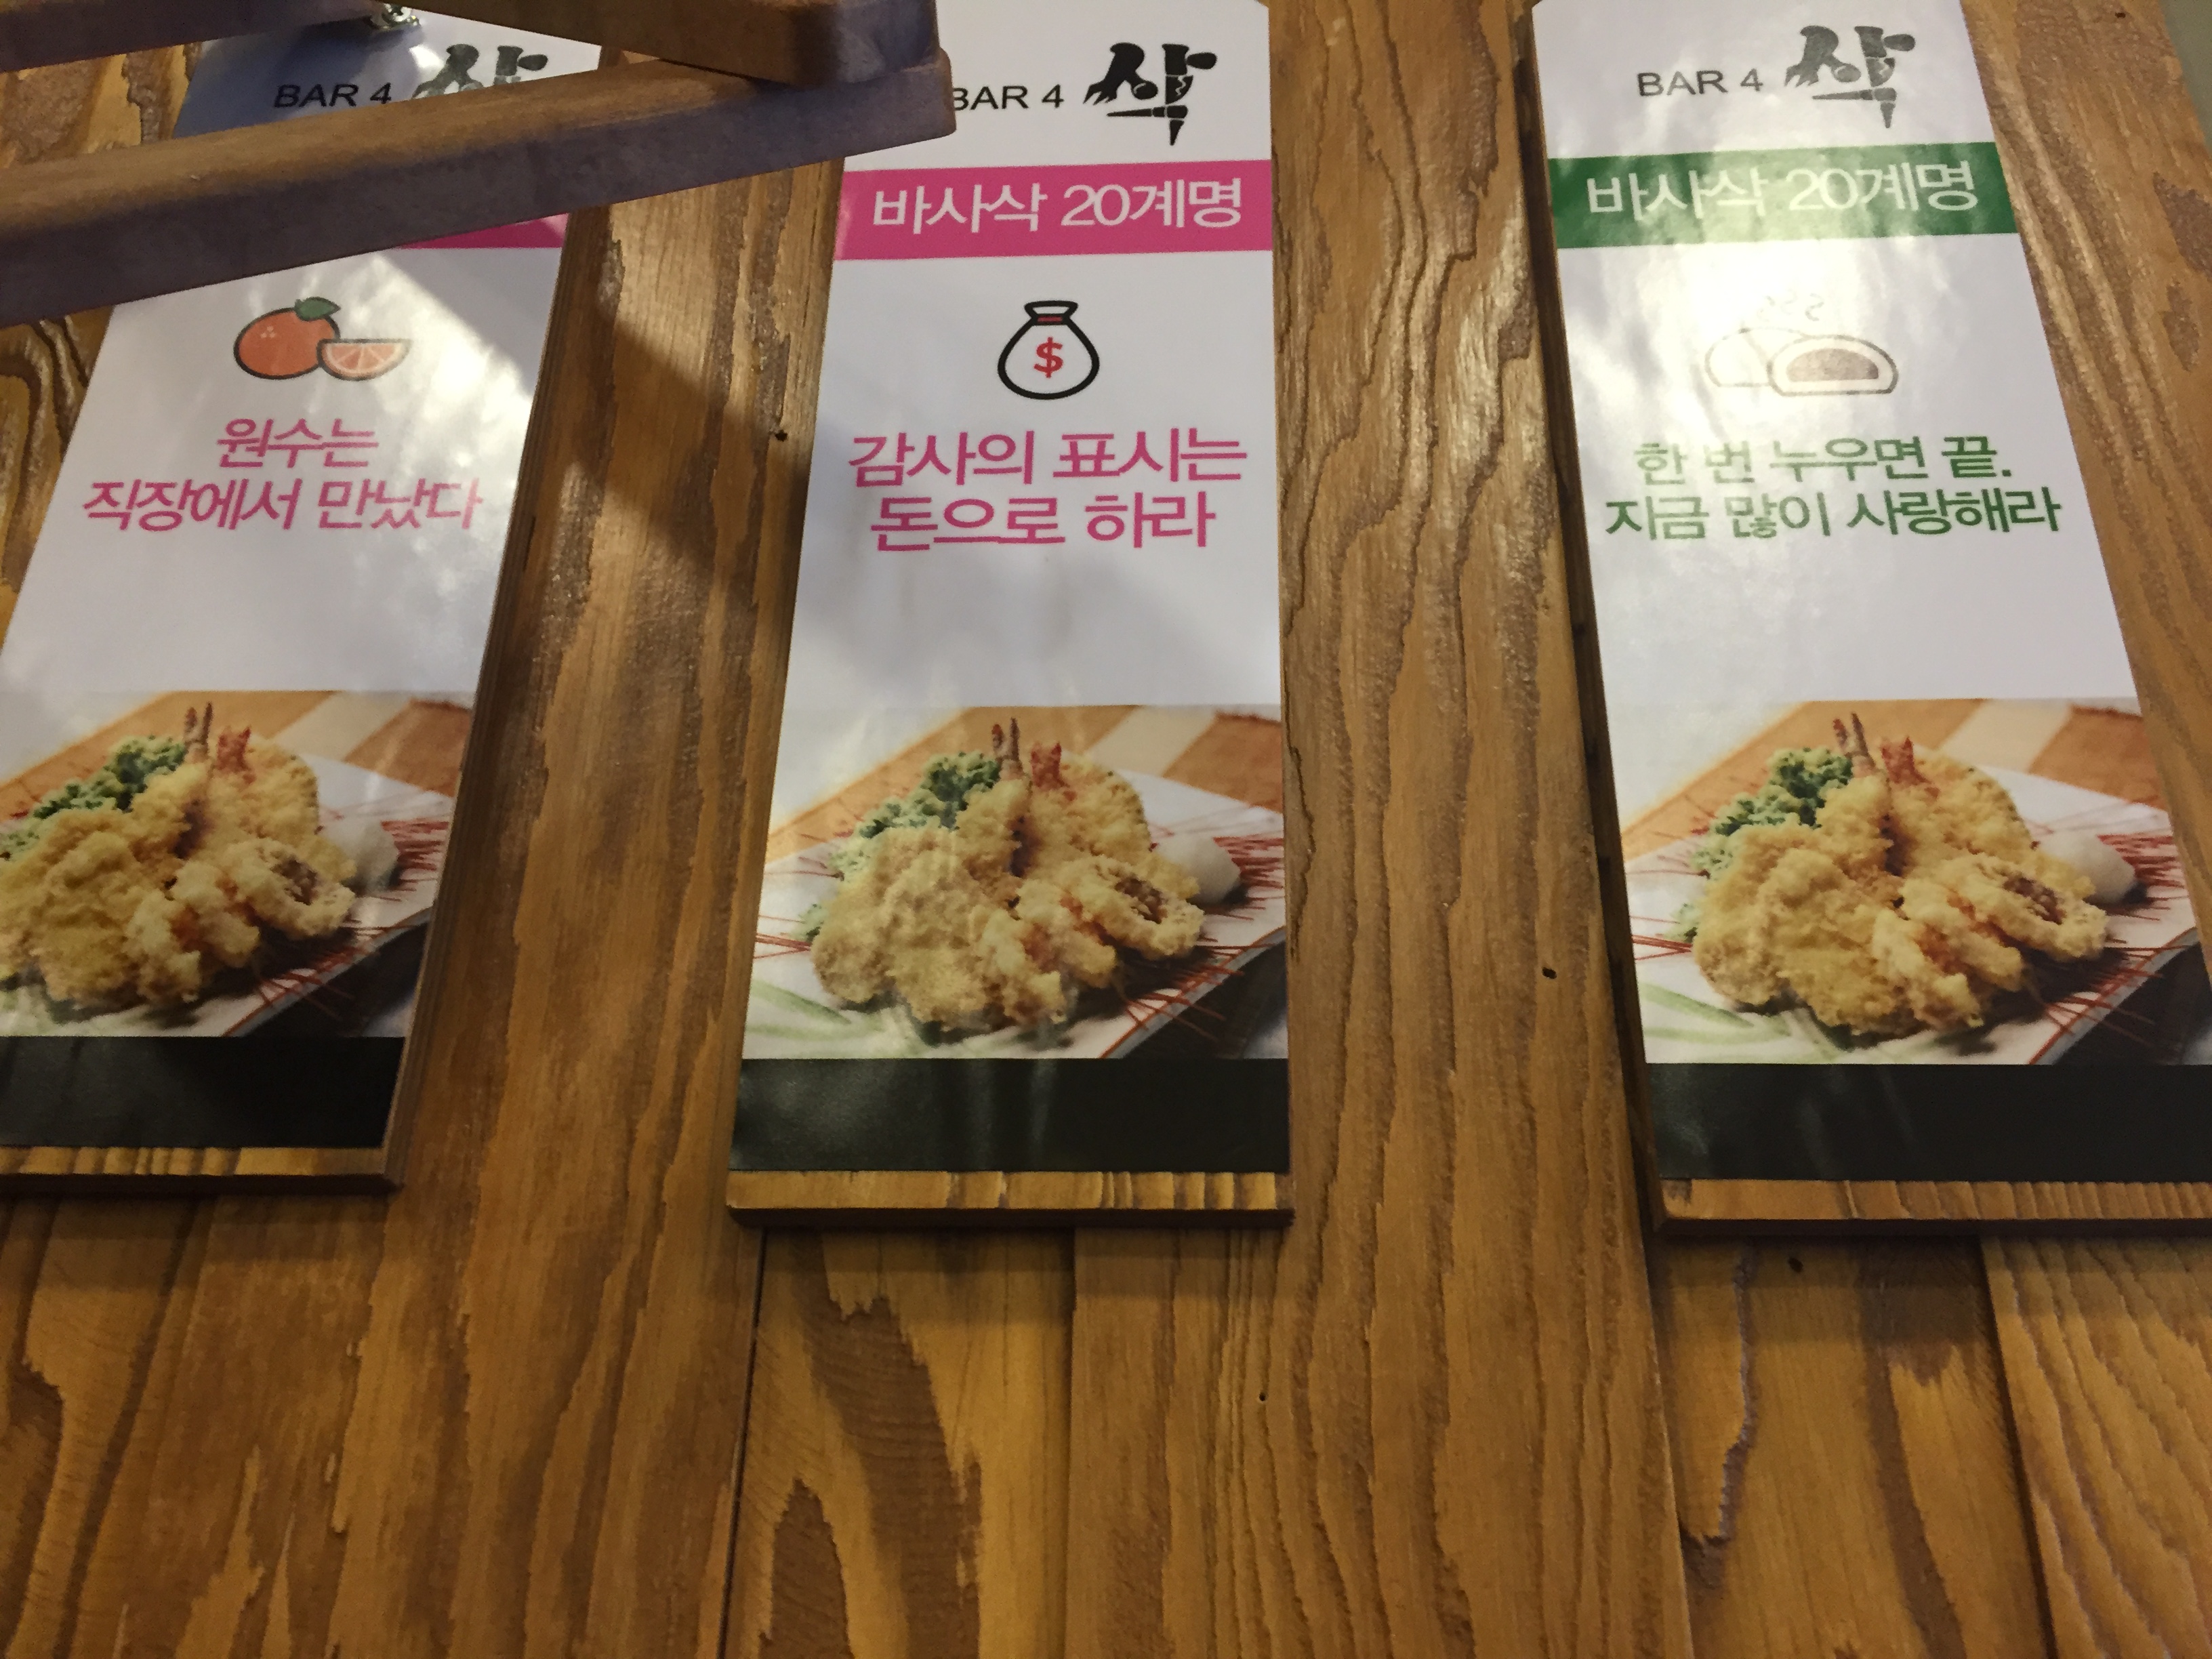 BAR 4 삭
원수는
직장에서 만났다
BAR 4 삭
바사삭 20계명
$
감사의 표시는
돈으로 하라
BAR 4 삭
바사삭 20계명
한 번 누우면 끝.
지금 많이 사랑해라